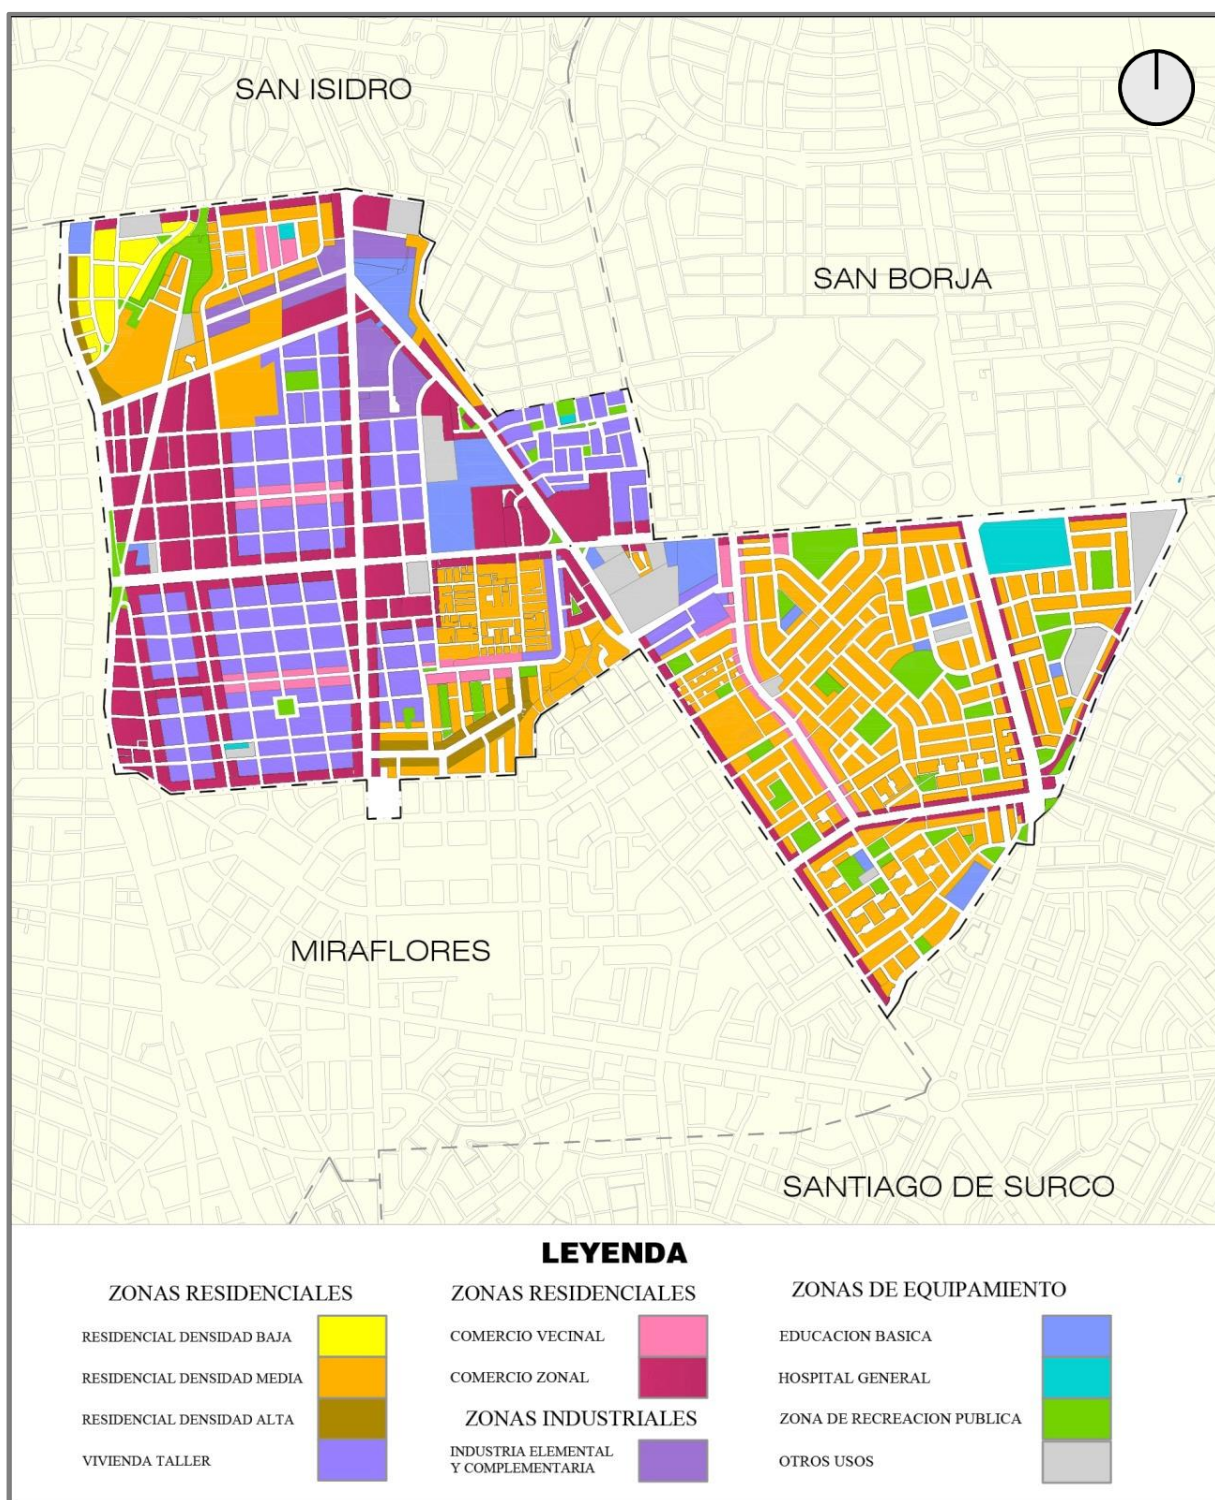 SAN ISIDRO
SAN BORJA
MIRAFLORES
SANTIAGO DE SURCO
LEYENDA
ZONAS RESIDENCIALES
RESIDENCIAL DENSIDAD BAJA
RESIDENCIAL DENSIDAD MEDIA
RESIDENCIAL DENSIDAD ALTA
VIVIENDA TALLER
ZONAS RESIDENCIALES
COMERCIO VECINAL
COMERCIO ZONAL
ZONAS INDUSTRIALES
INDUSTRIA ELEMENTAL
Y COMPLEMENTARIA
ZONAS DE EQUIPAMIENTO
EDUCACION BASICA
HOSPITAL GENERAL
ZONA DE RECREACION PUBLICA
OTROS USOS